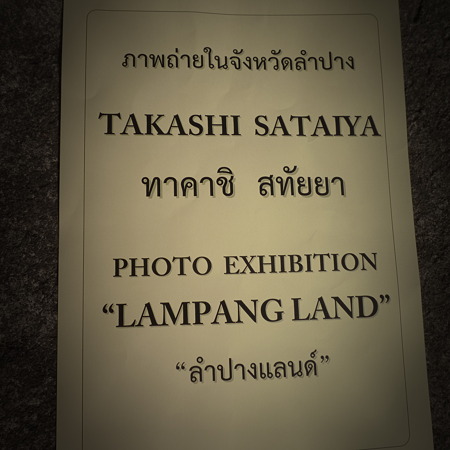 ภาพถ่ายในจังหวัดลำปาง
TAKASHI SATAIYA
ทาคาชิ สทัยยา
PHOTO EXHIBITION
“LAMPANG LAND”
“ลำปางแลนด์”